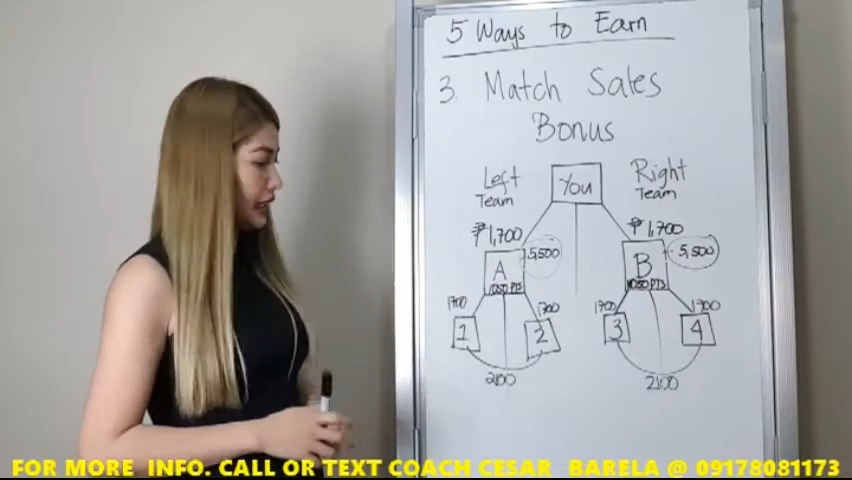 5 Ways to Earn
3. Match Sales
Bonus
Left
Team
You
Right
Team
₱1,700
₱1,700
A
5,500
B
5,500
1050 PTS
1050 PTS
1700
1700
1700
1700
1
2
3
4
2100
2100
FOR MORE INFO. CALL OR TEXT COACH CESAR BARELA @ 09178081173